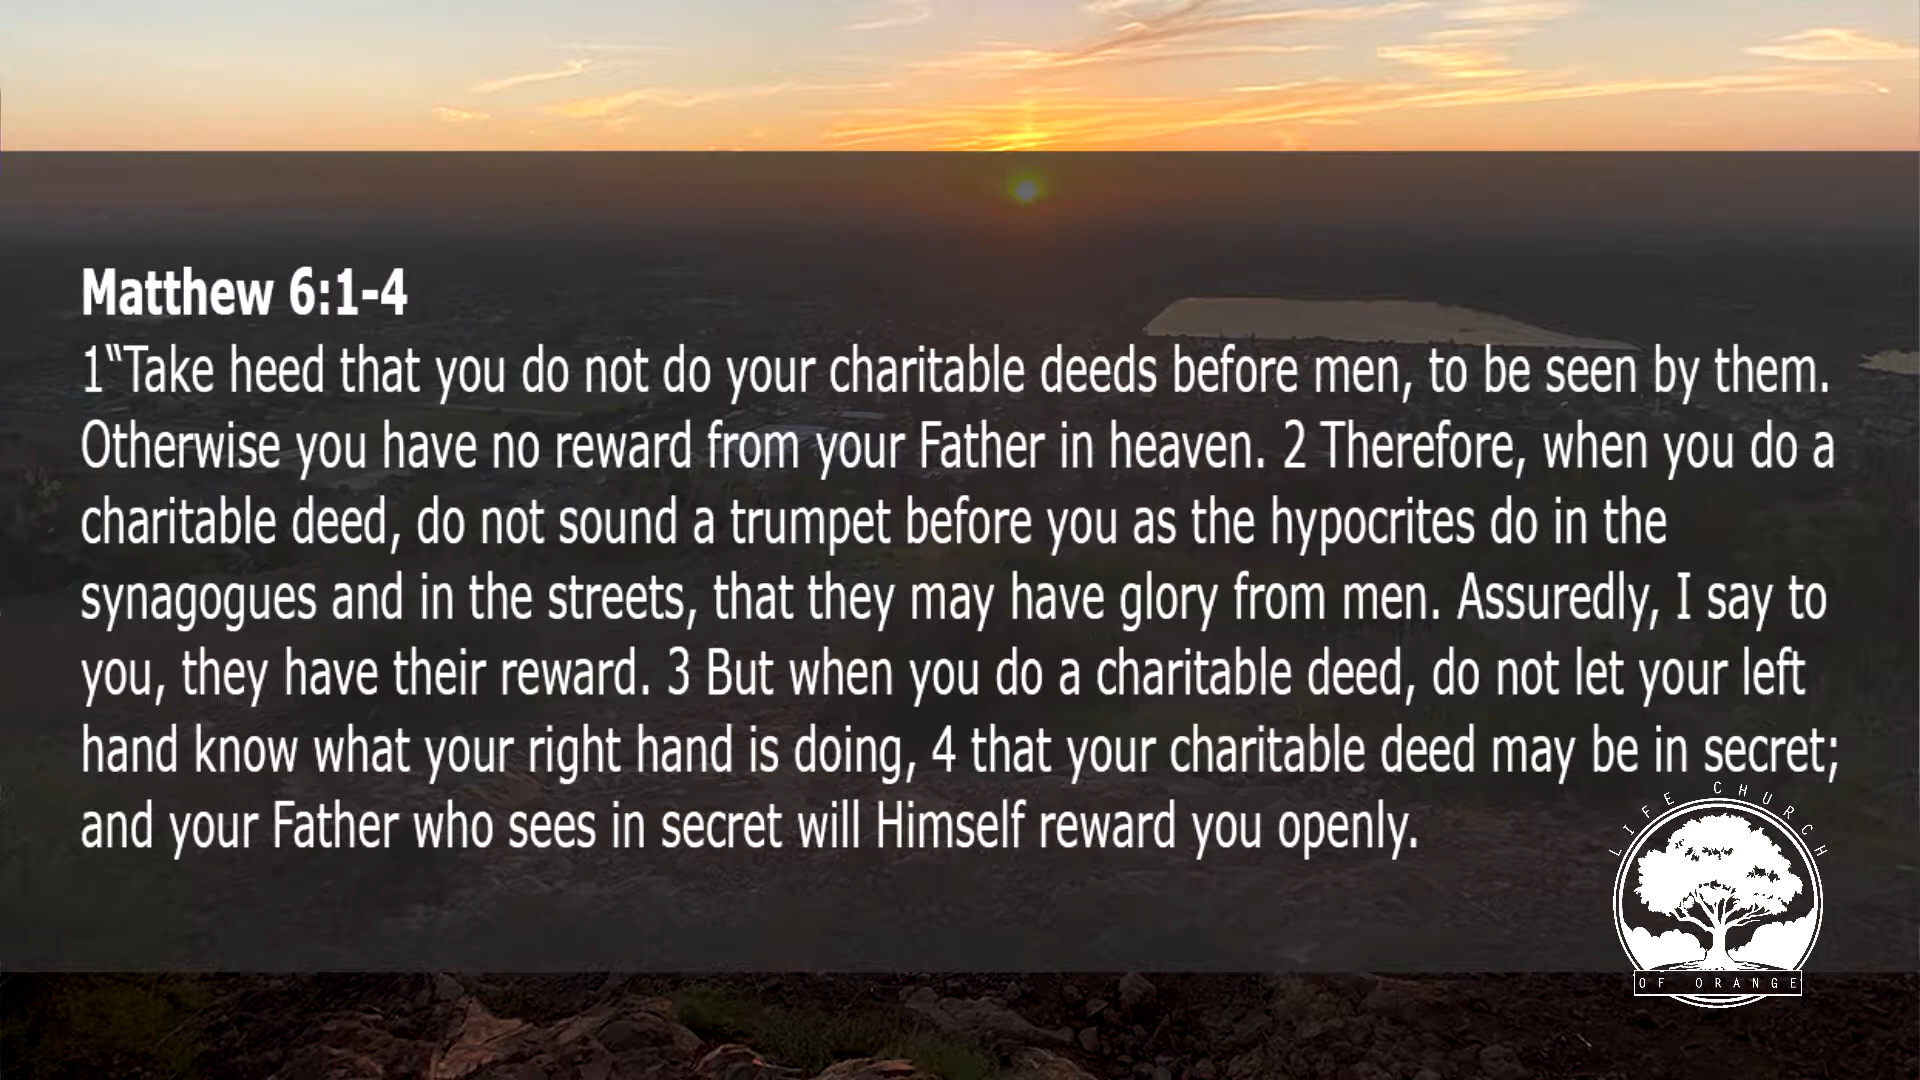 Matthew 6:1-4
1“Take heed that you do not do your charitable deeds before men, to be seen by them.
Otherwise you have no reward from your Father in heaven. 2 Therefore, when you do a
charitable deed, do not sound a trumpet before you as the hypocrites do in the
synagogues and in the streets, that they may have glory from men. Assuredly, I say to
you, they have their reward. 3 But when you do a charitable deed, do not let your left
hand know what your right hand is doing, 4 that your charitable deed may be in secret;
and your Father who sees in secret will Himself reward you openly.
LIFE CHURCH
OF ORANGE